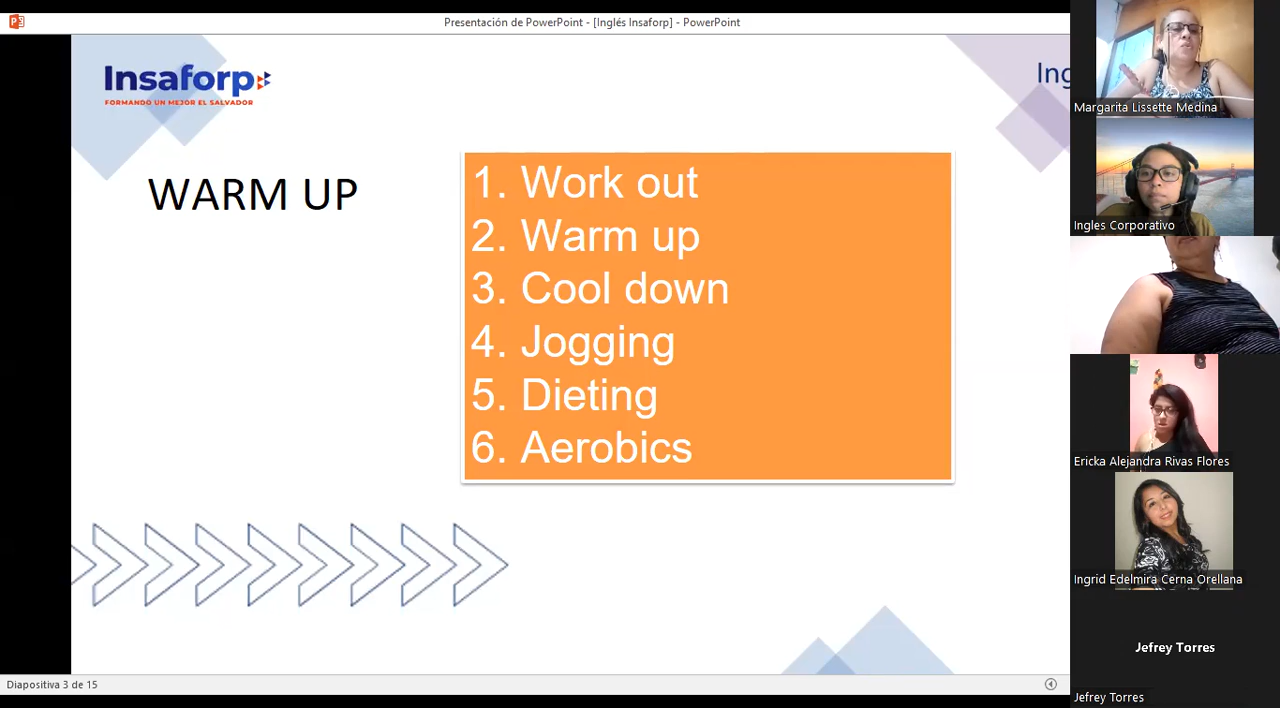 Presentación de PowerPoint - [Inglés Insaforp] - PowerPoint
Insaforp
FORMANDO UN MEJOR EL SALVADOR
Ing
WARM UP
1. Work out
2. Warm up
3. Cool down
4. Jogging
5. Dieting
6. Aerobics
Diapositiva 3 de 15
Margarita Lissette Medina
Ingles Corporativo
Ericka Alejandra Rivas Flores
Ingrid Edelmira Cerna Orellana
Jefrey Torres
Jefrey Torres